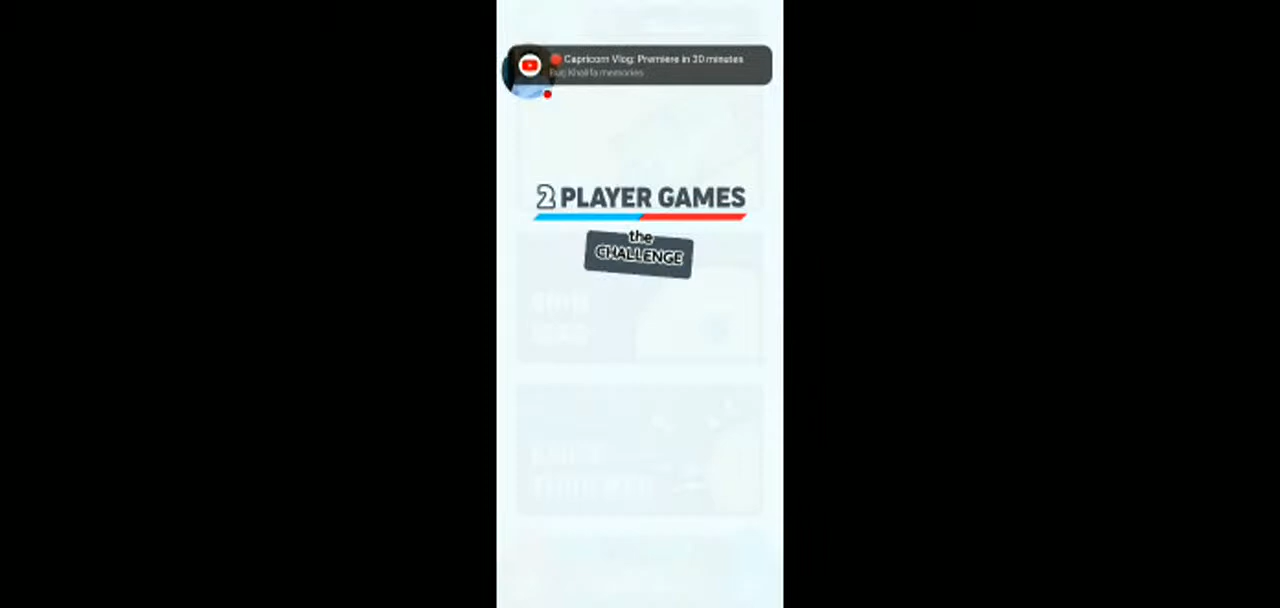 Capricorn Vlog: Premiere in 30 minutes
Burj Khalifa memories
2 PLAYER GAMES
the
CHALLENGE